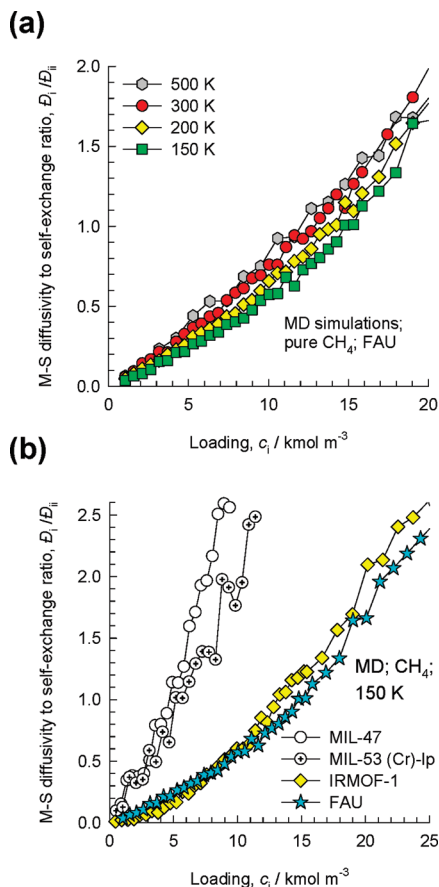 (a)
M-S diffusivity to self-exchange ratio, Đi /Đii
2.0
1.5
1.0
0.5
0.0
500 K
300 K
200 K
150 K
MD simulations;
pure CH4; FAU
0 5 10 15 20
Loading, ci / kmol m-3
(b)
M-S diffusivity to self-exchange ratio, Đi /Đii
2.5
2.0
1.5
1.0
0.5
0.0
MD; CH4;
150 K
MIL-47
MIL-53 (Cr)-lp
IRMOF-1
FAU
0 5 10 15 20 25
Loading, ci / kmol m-3